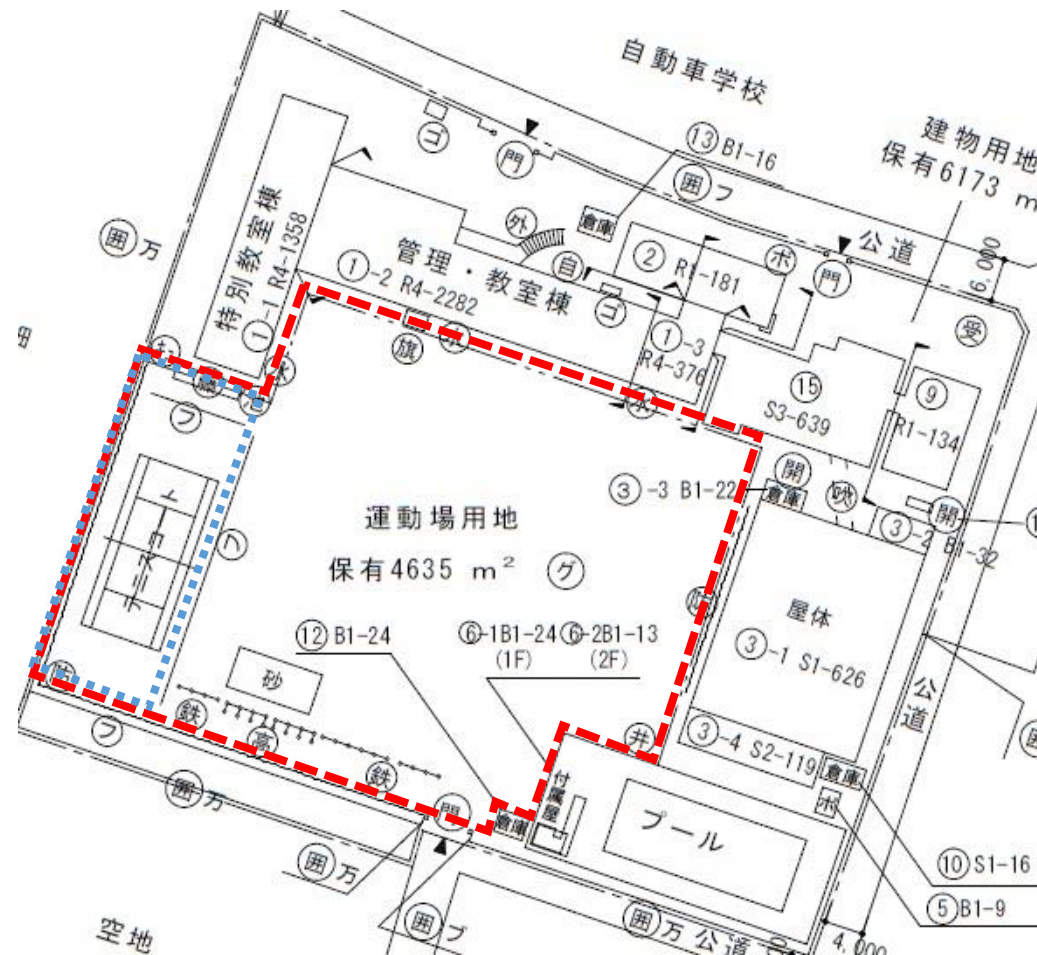 自動車学校
建物用地
保有6173 m
⑬ B1-16
門
ゴ
囲フ
倉庫
外
公道
6,000
囲万
特別教室棟
①-1 R4-1358
管理・教室棟
①-2 R4-2282
自
ゴ
② R1-181
ポ
門
受
①-3
R4-376
⑮
S3-639
⑨
R1-134
旗
水
フ
テニスコート
フ
運動場用地
保有4635 m²
グ
③-3 B1-22
開
倉庫
吹
③-2 B1-32
開
屋体
③-1 S1-626
公道
⑫ B1-24
⑥-1B1-24 ⑥-2B1-13
(1F)
(2F)
砂
鉄
高
鉄
井
③-4 S2-119
倉庫
ポ
付属屋
プール
フ
囲万
門
倉庫
囲万
囲フ
囲万
公道
4,000
⑩ S1-16
⑤ B1-9
空地